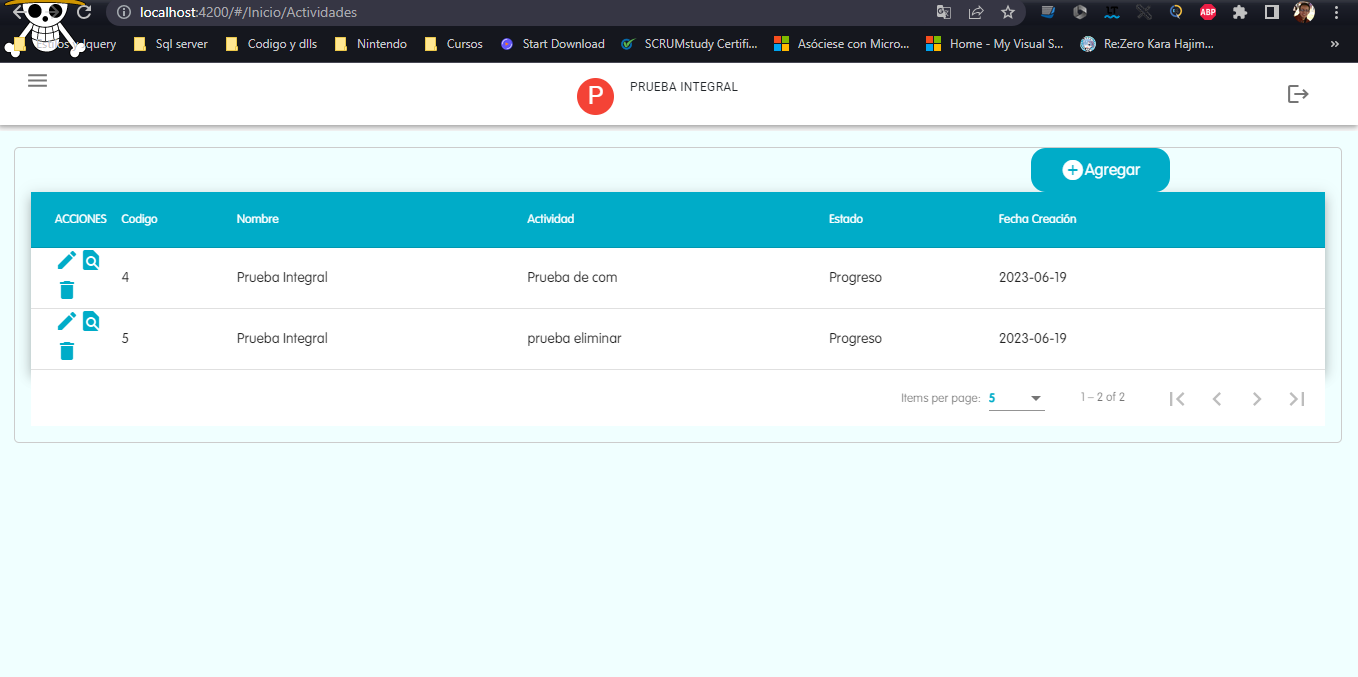 localhost:4200/#/Inicio/Actividades
ABP
Jquery Sql server Codigo y dlls Nintendo Cursos Start Download SCRUMstudy Certifi... Asóciese con Micro... Home - My Visual S... Re:Zero Kara Hajim... »
P PRUEBA INTEGRAL
Agregar
ACCIONES Codigo Nombre Actividad Estado Fecha Creación
4 Prueba Integral Prueba de com Progreso 2023-06-19
5 Prueba Integral prueba eliminar Progreso 2023-06-19
Items per page: 5 1 – 2 of 2